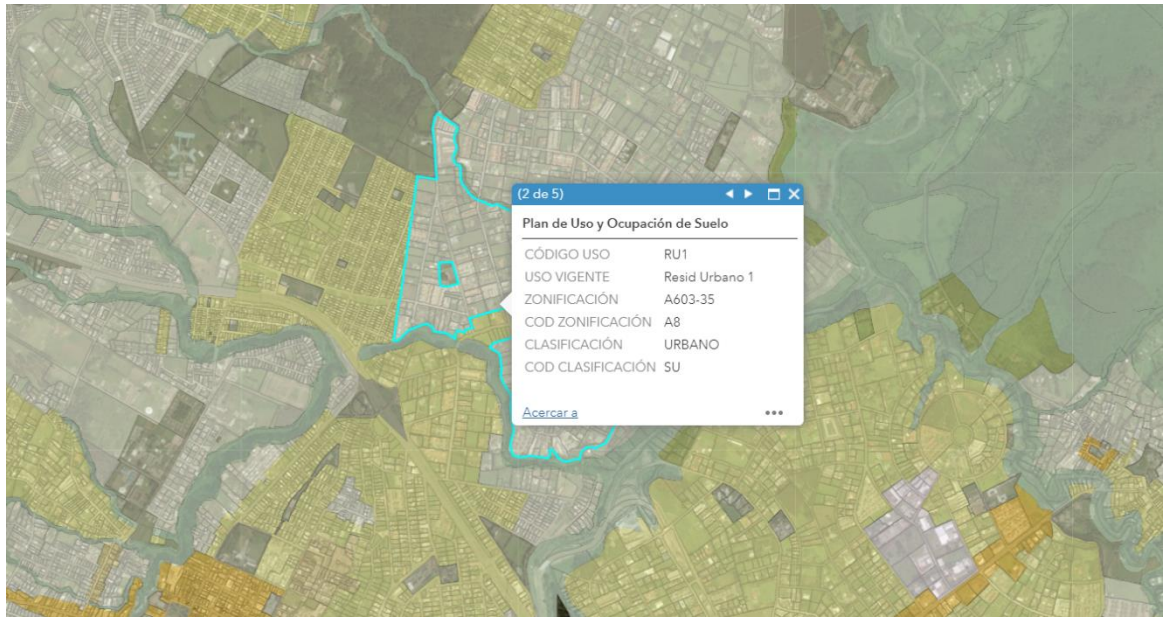 (2 de 5)
Plan de Uso y Ocupación de Suelo
CÓDIGO USO RU1
USO VIGENTE Resid Urbano 1
ZONIFICACIÓN A603-35
COD ZONIFICACIÓN A8
CLASIFICACIÓN URBANO
COD CLASIFICACIÓN SU
Acercar a